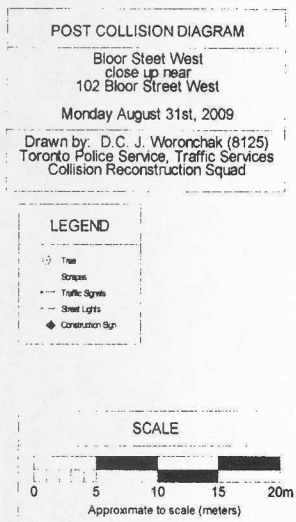 POST COLLISION DIAGRAM
Bloor Steet West
close up near
102 Bloor Street West
Monday August 31st, 2009
Drawn by: D.C. J. Woronchak (8125)
Toronto Police Service, Traffic Services
Collision Reconstruction Squad
LEGEND
Tree
Scrapes
Traffic Signals
Street Lights
Construction Sign
SCALE
0 5 10 15 20m
Approximate to scale (meters)